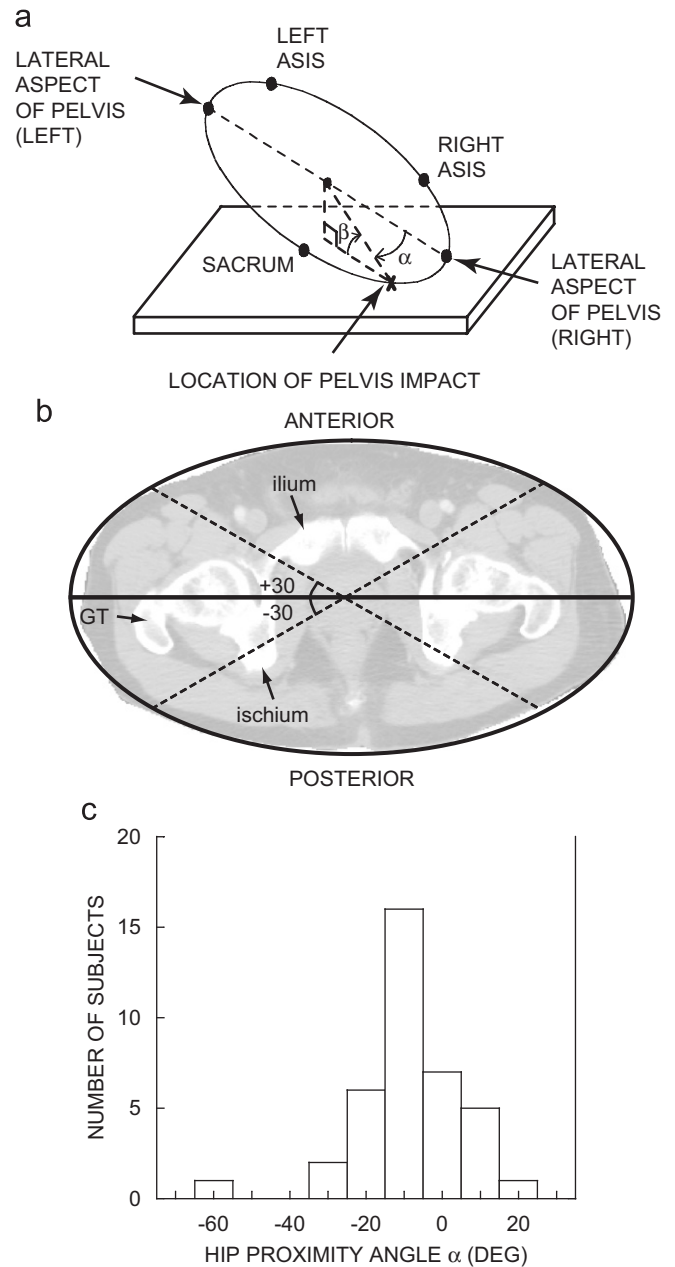 a
LEFT
ASIS
LATERAL
ASPECT
OF PELVIS
(LEFT)
RIGHT
ASIS
β
α
SACRUM
LATERAL
ASPECT
OF PELVIS
(RIGHT)
LOCATION OF PELVIS IMPACT
b
ANTERIOR
ilium
+30
-30
GT
ischium
POSTERIOR
c
20
15
10
5
0
NUMBER OF SUBJECTS
-60 -40 -20 0 20
HIP PROXIMITY ANGLE α (DEG)